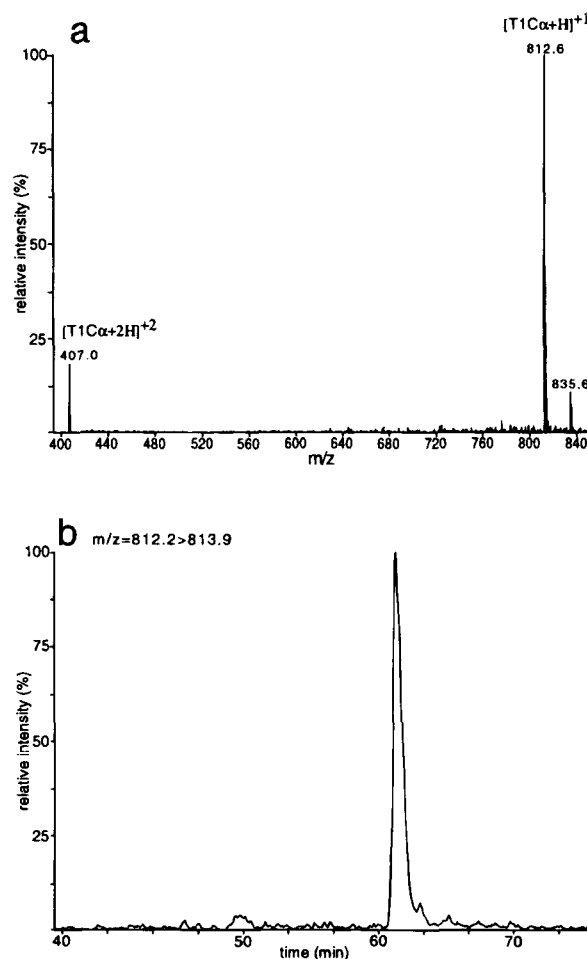 a
[T1Cα+H]+1
812.6
100
75
relative intensity (%)
50
25
[T1Cα+2H]+2
407.0
835.6
400 440 480 520 560 600 640 680 720 760 800 840
m/z
b m/z=812.2>813.9
100
75
relative intensity (%)
50
25
40 50 60 70
time (min)